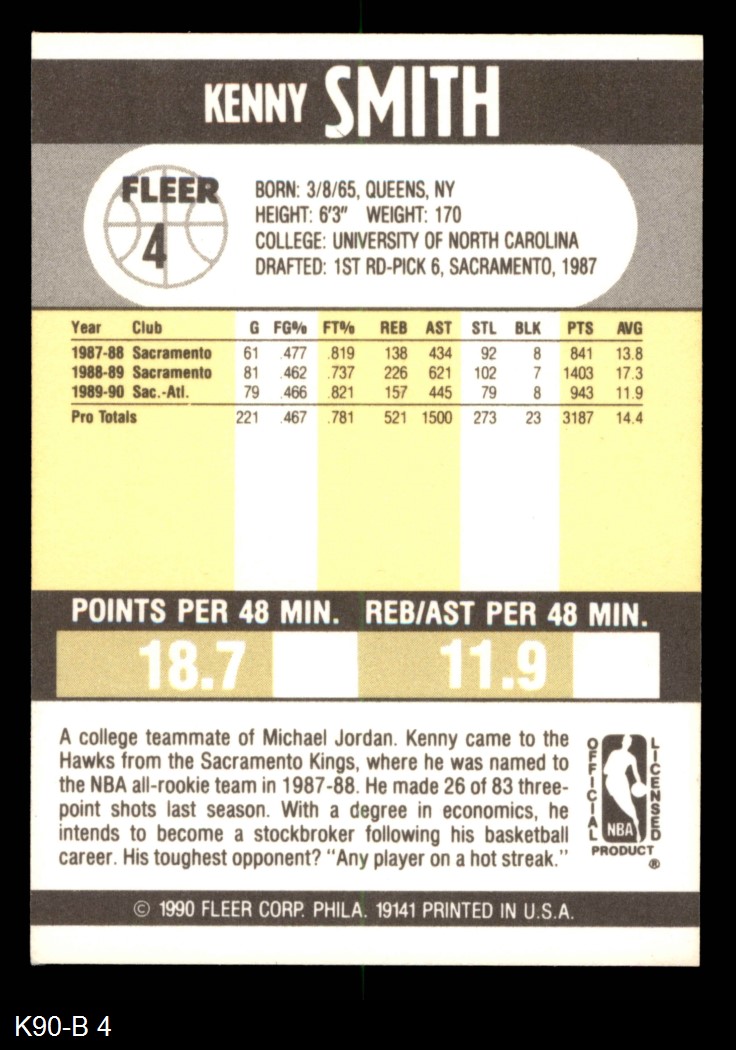 KENNY SMITH
FLEER
4
BORN: 3/8/65, QUEENS, NY
HEIGHT: 6'3" WEIGHT: 170
COLLEGE: UNIVERSITY OF NORTH CAROLINA
DRAFTED: 1ST RD-PICK 6, SACRAMENTO, 1987
Year Club G FG% FT% REB AST STL BLK PTS AVG
1987-88 Sacramento 61 .477 .819 138 434 92 8 841 13.8
1988-89 Sacramento 81 .462 .737 226 621 102 7 1403 17.3
1989-90 Sac.-Atl. 79 .466 .821 157 445 79 8 943 11.9
Pro Totals 221 .467 .781 521 1500 273 23 3187 14.4
POINTS PER 48 MIN. REB/AST PER 48 MIN.
18.7 11.9
A college teammate of Michael Jordan. Kenny came to the
Hawks from the Sacramento Kings, where he was named to
the NBA all-rookie team in 1987-88. He made 26 of 83 three-
point shots last season. With a degree in economics, he
intends to become a stockbroker following his basketball
career. His toughest opponent? "Any player on a hot streak."
OFFICIAL
LICENSED
NBA
PRODUCT ®
© 1990 FLEER CORP. PHILA. 19141 PRINTED IN U.S.A.
K90-B 4